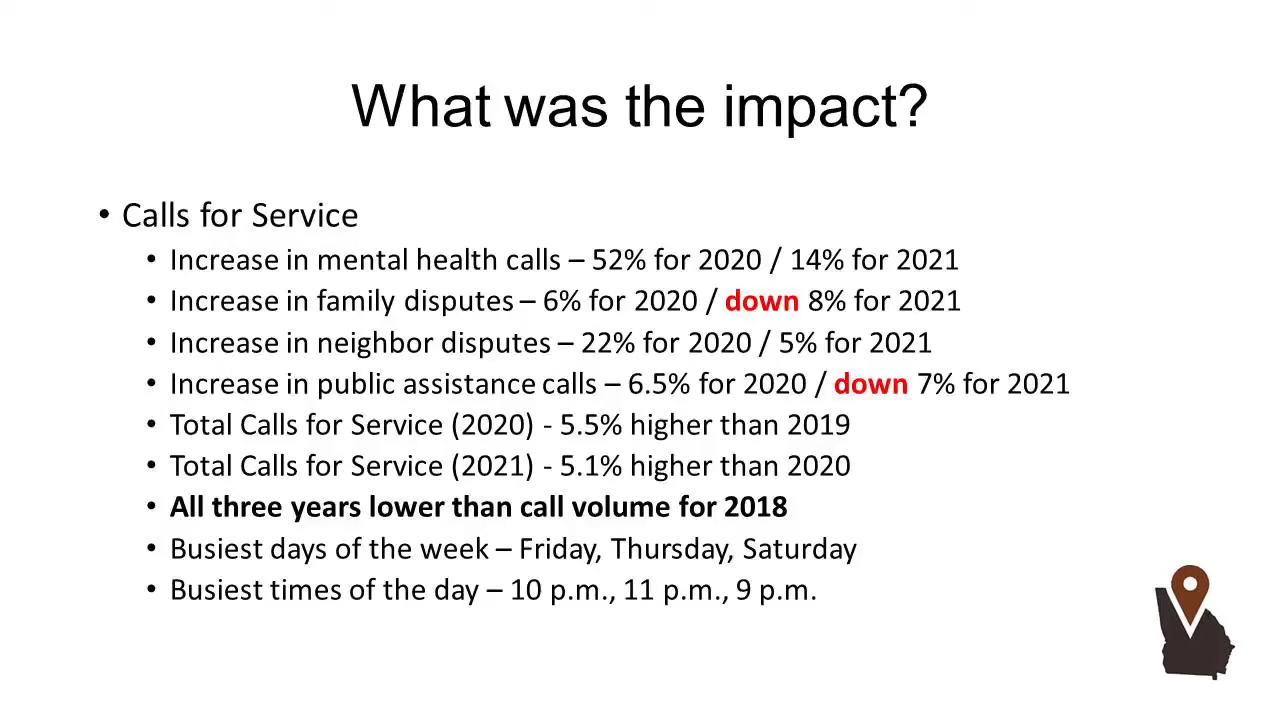 What was the impact?
• Calls for Service
• Increase in mental health calls – 52% for 2020 / 14% for 2021
• Increase in family disputes – 6% for 2020 / down 8% for 2021
• Increase in neighbor disputes – 22% for 2020 / 5% for 2021
• Increase in public assistance calls – 6.5% for 2020 / down 7% for 2021
• Total Calls for Service (2020) - 5.5% higher than 2019
• Total Calls for Service (2021) - 5.1% higher than 2020
• All three years lower than call volume for 2018
• Busiest days of the week – Friday, Thursday, Saturday
• Busiest times of the day – 10 p.m., 11 p.m., 9 p.m.